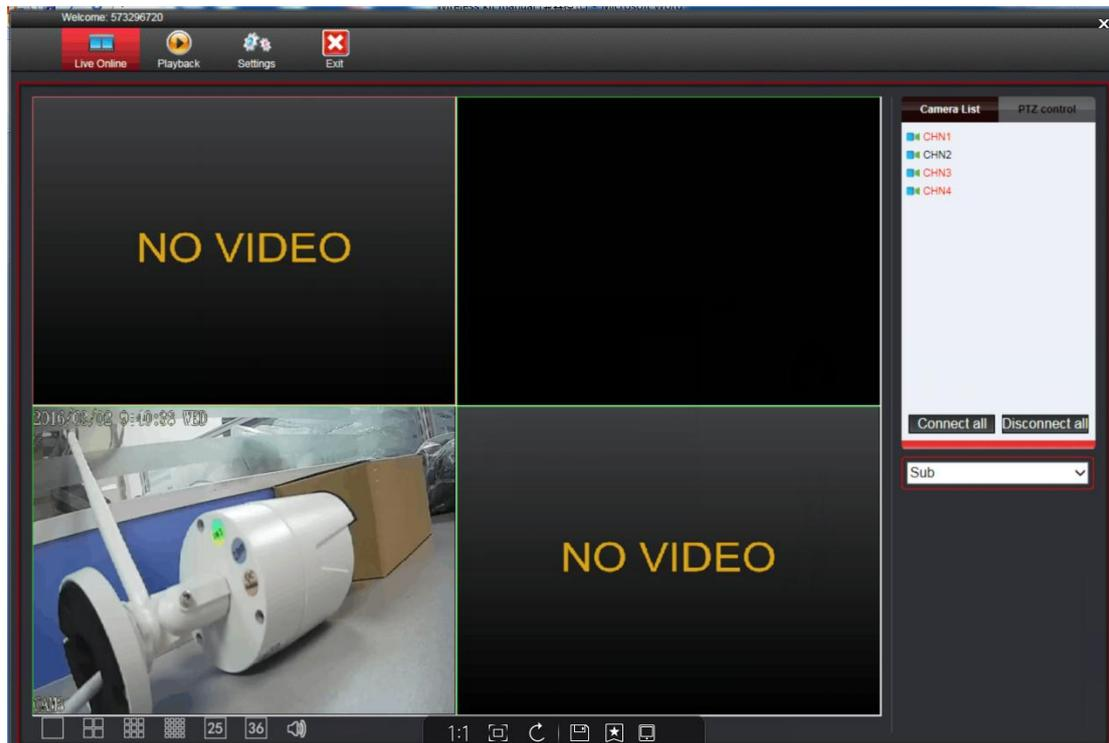 Welcome: 573296720
Live Online
Playback
Settings
Exit
Camera List
PTZ control
CHN1
CHN2
CHN3
CHN4
NO VIDEO
WED
NO VIDEO
Connect all
Disconnect all
Sub
25
36
1:1